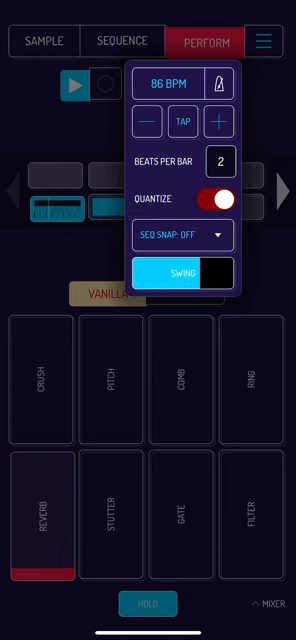 SAMPLE
SEQUENCE
PERFORM
86 BPM
TAP
BEATS PER BAR
2
QUANTIZE
SEQ SNAP: OFF
SWING
VANILLA
CRUSH
PITCH
COMB
RING
REVERB
STUTTER
GATE
FILTER
HOLD
MIXER